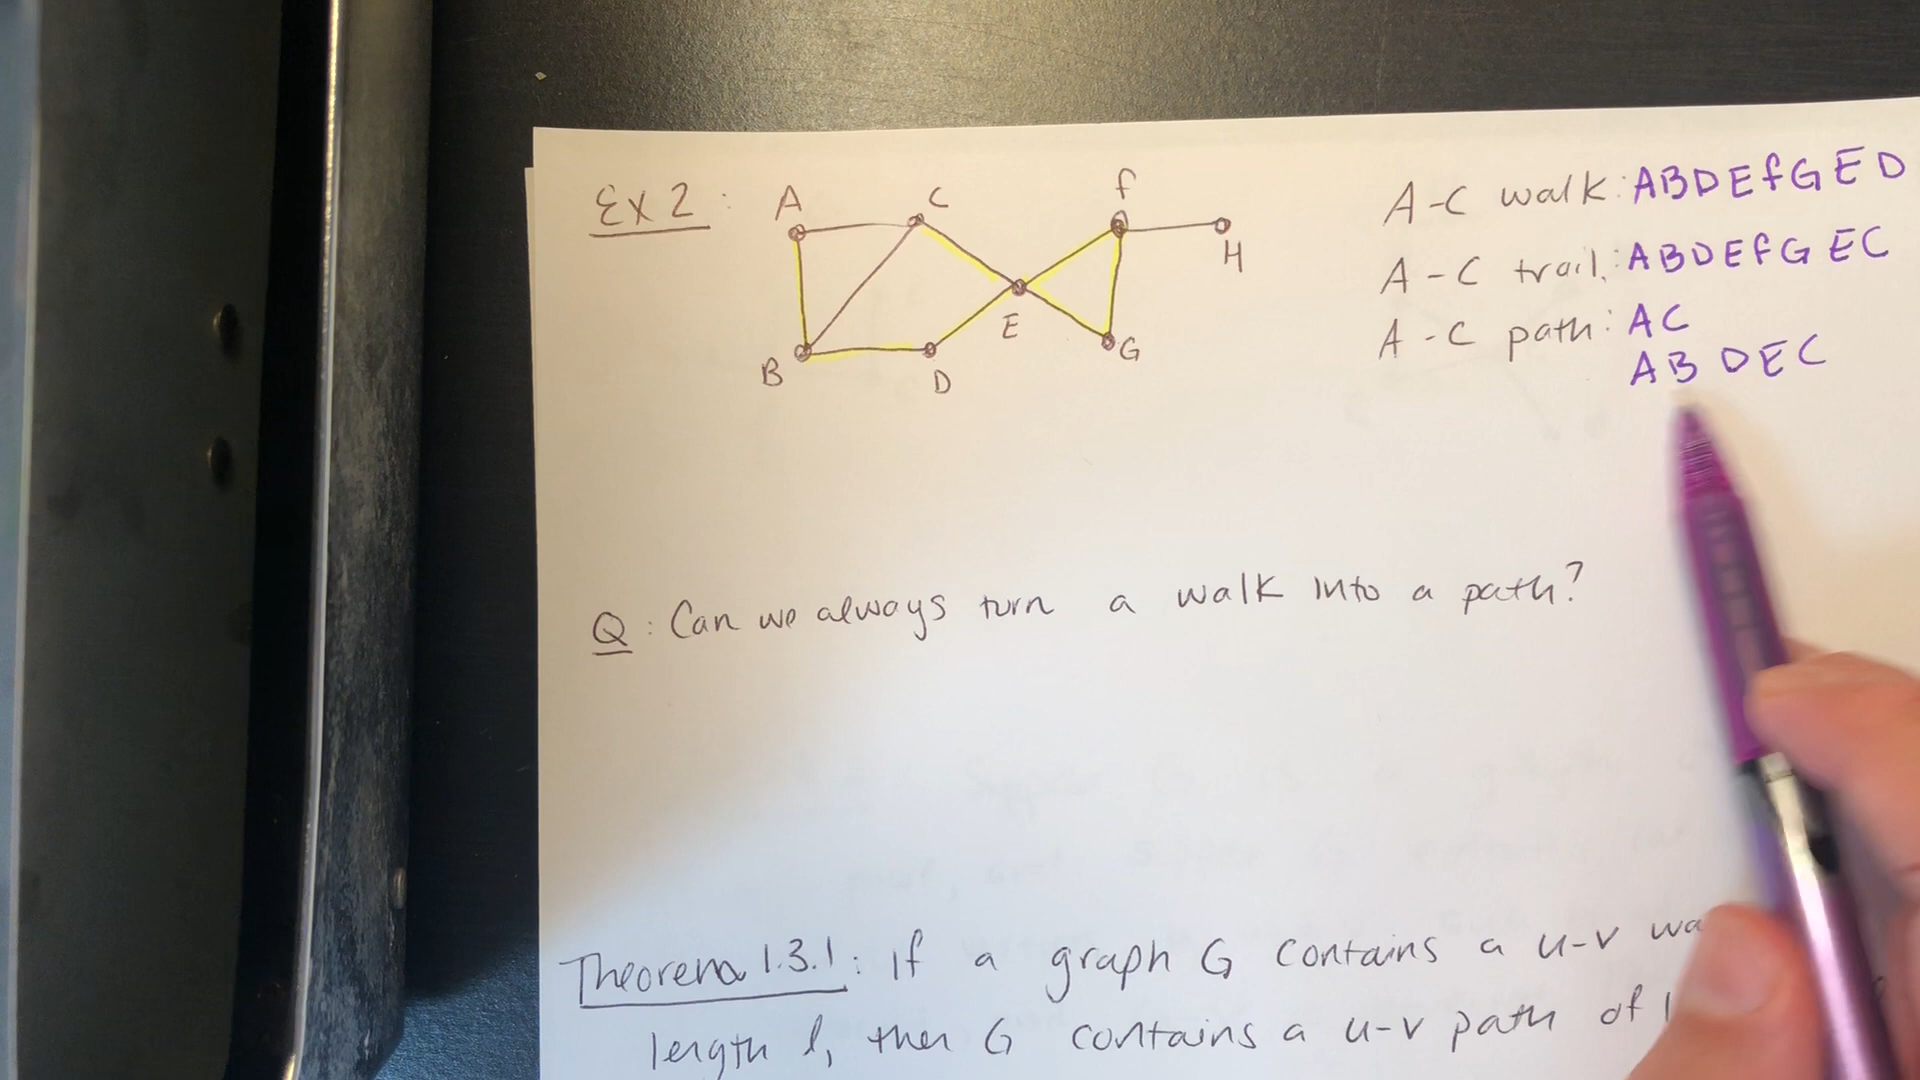 Ex 2:
A C f H B D E G
A-C walk: ABDEfGED
A-C trail: ABDEfGEC
A-C path: AC
ABDEC
Q: Can we always turn a walk into a path?
Theorem 1.3.1: If a graph G contains a u-v wa
length l, then G contains a u-v path of l